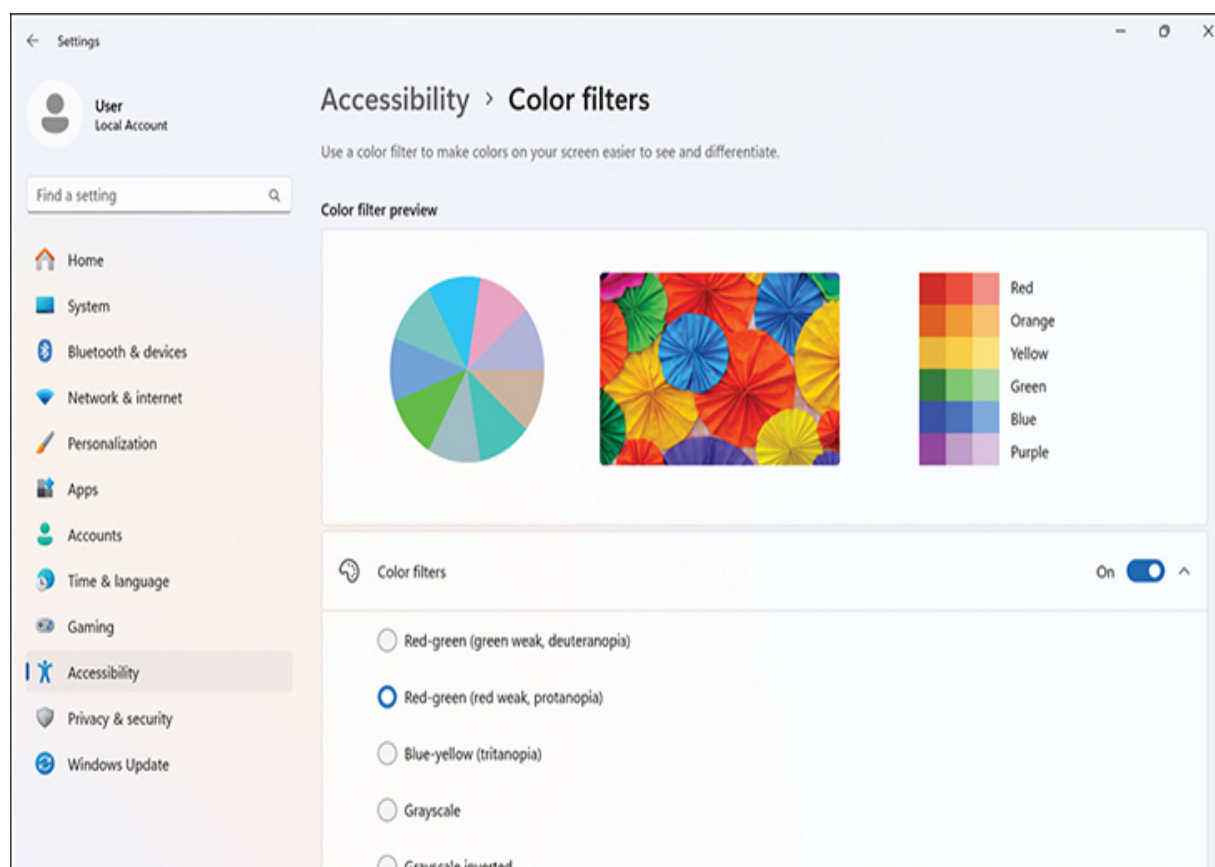 Settings
User
Local Account
Find a setting
Home
System
Bluetooth & devices
Network & internet
Personalization
Apps
Accounts
Time & language
Gaming
Accessibility
Privacy & security
Windows Update
Accessibility > Color filters
Use a color filter to make colors on your screen easier to see and differentiate.
Color filter preview
Red
Orange
Yellow
Green
Blue
Purple
Color filters
On
Red-green (green weak, deuteranopia)
Red-green (red weak, protanopia)
Blue-yellow (tritanopia)
Grayscale
Grayscale inverted